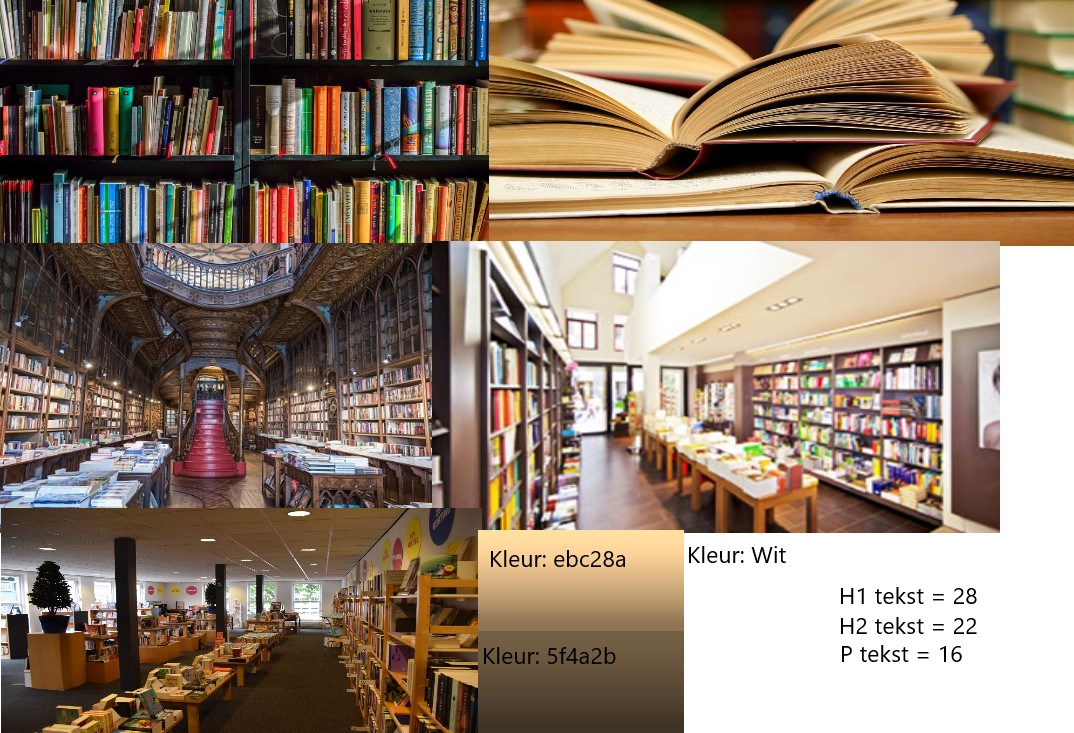 Kleur: ebc28a
Kleur: Wit
H1 tekst = 28
H2 tekst = 22
P tekst = 16
Kleur: 5f4a2b